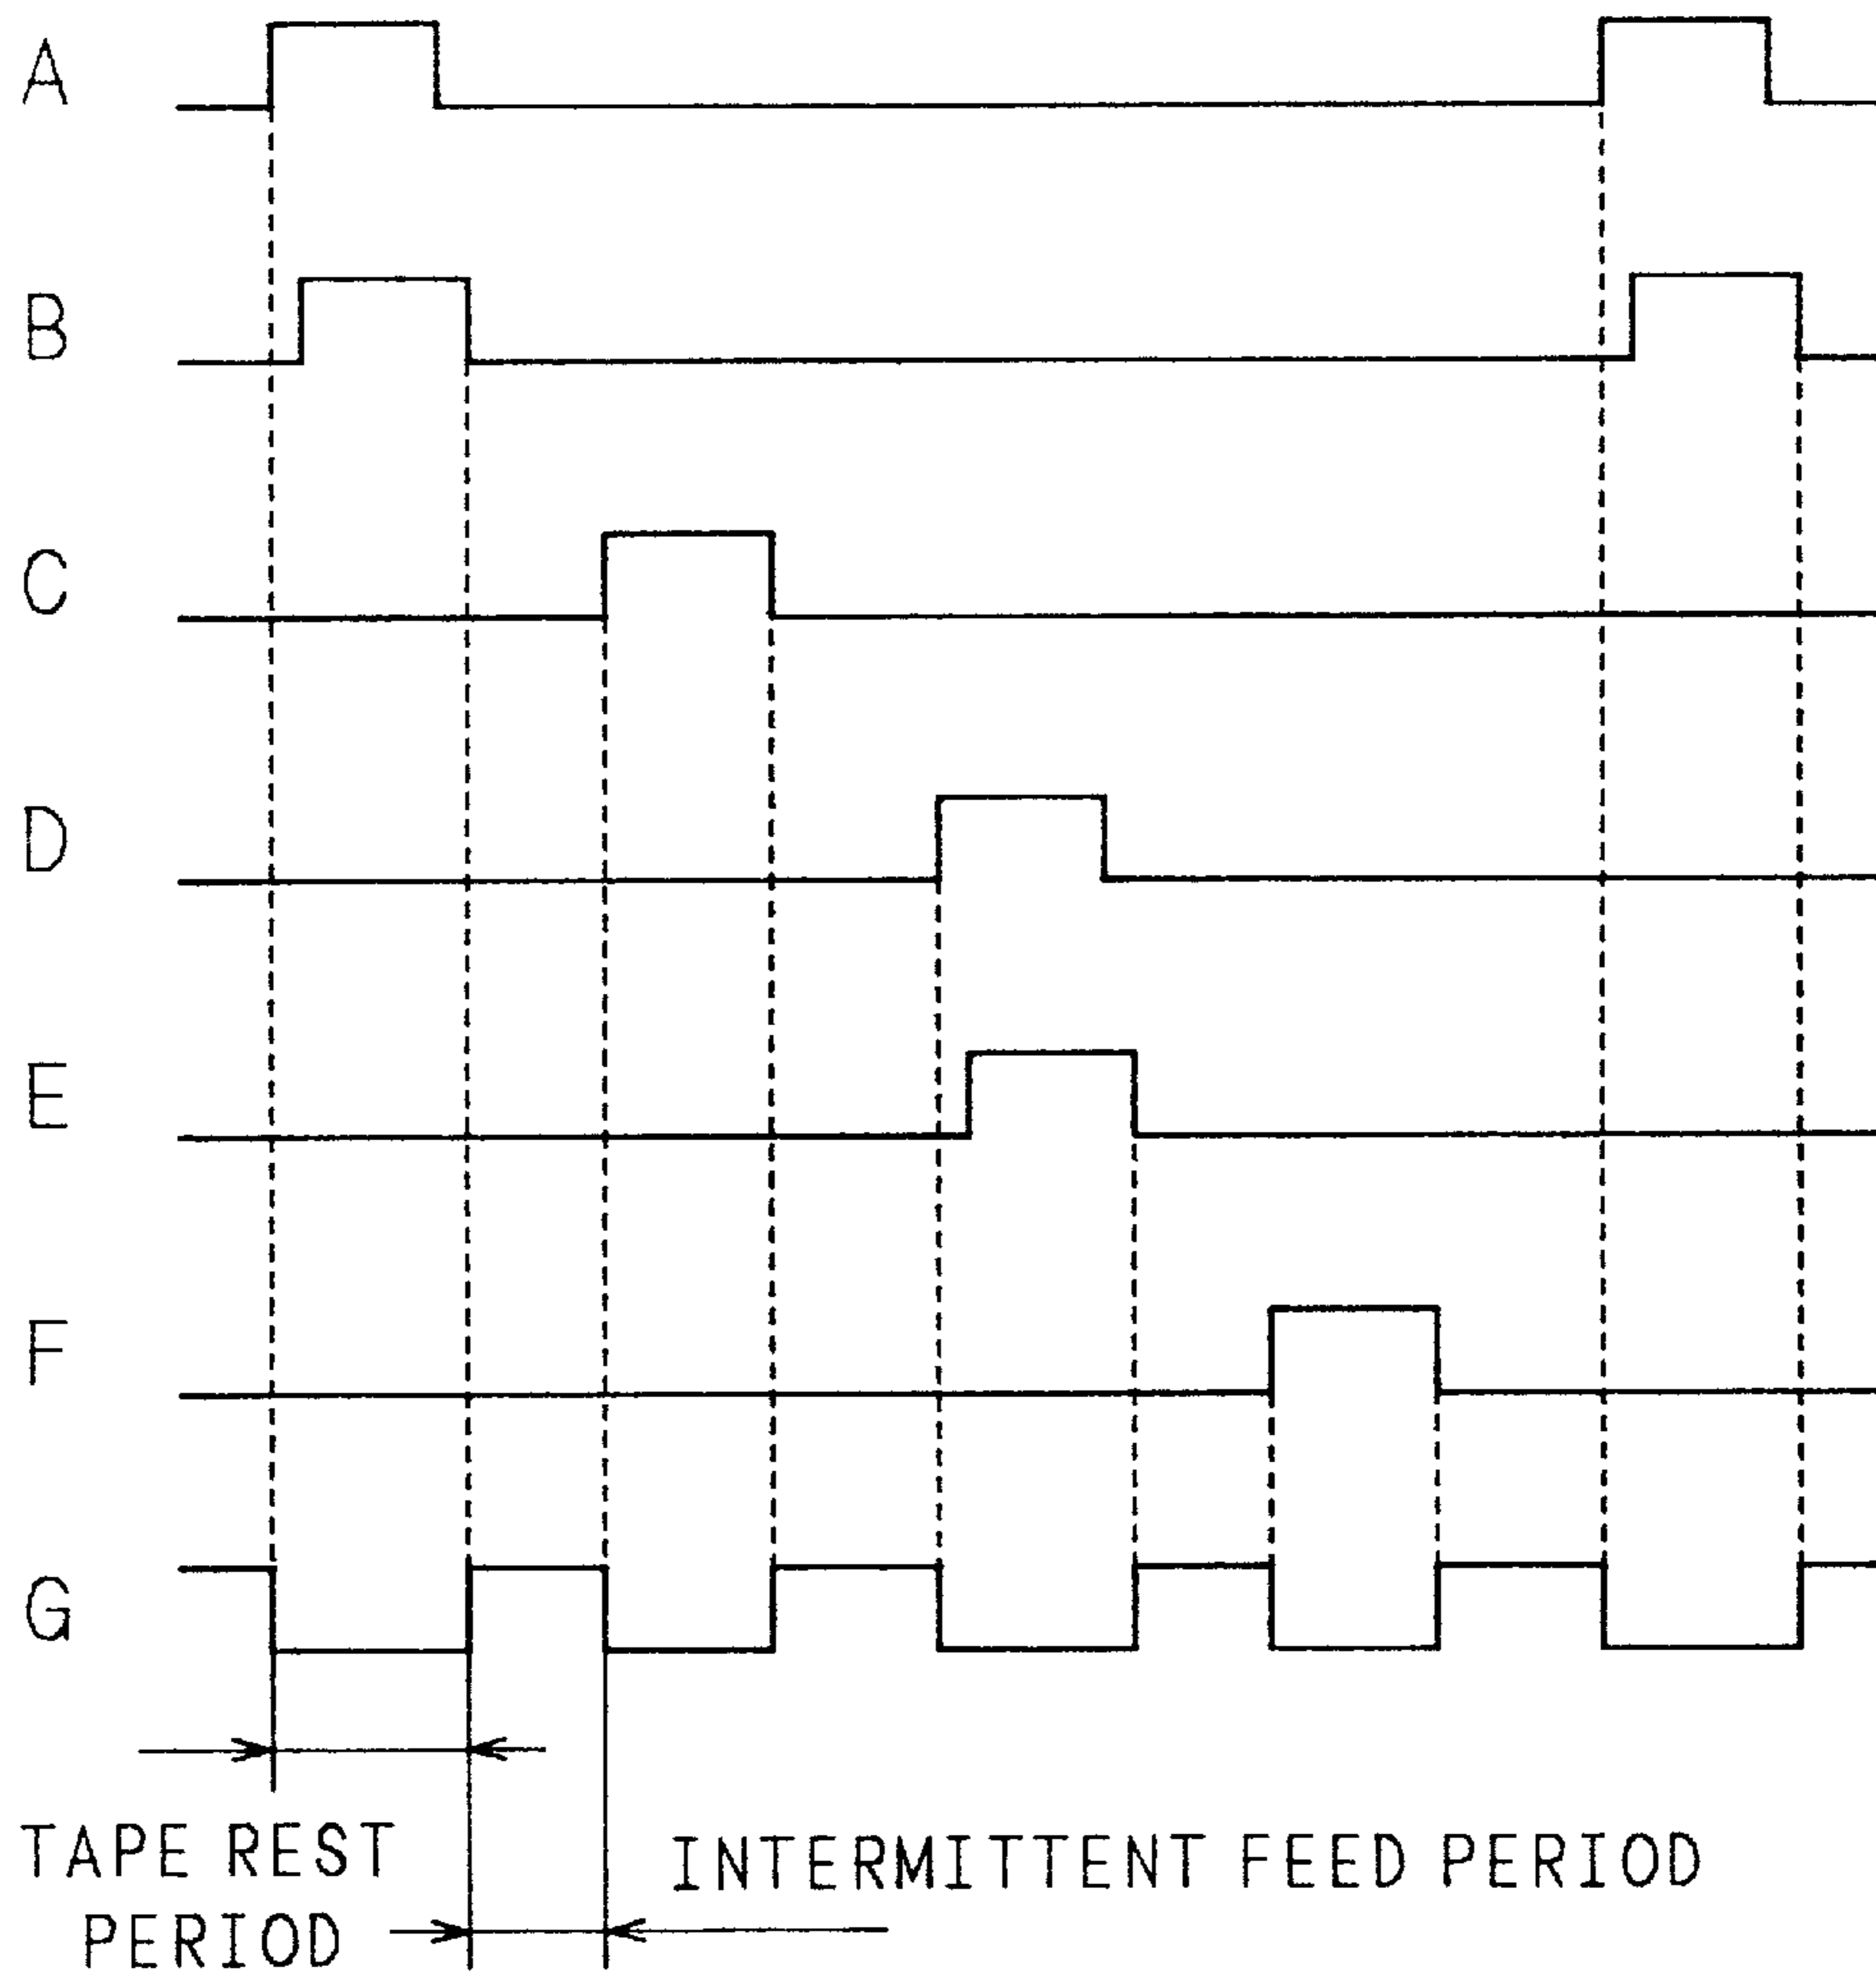 A
B
C
D
E
F
G
TAPE REST
PERIOD
INTERMITTENT FEED PERIOD